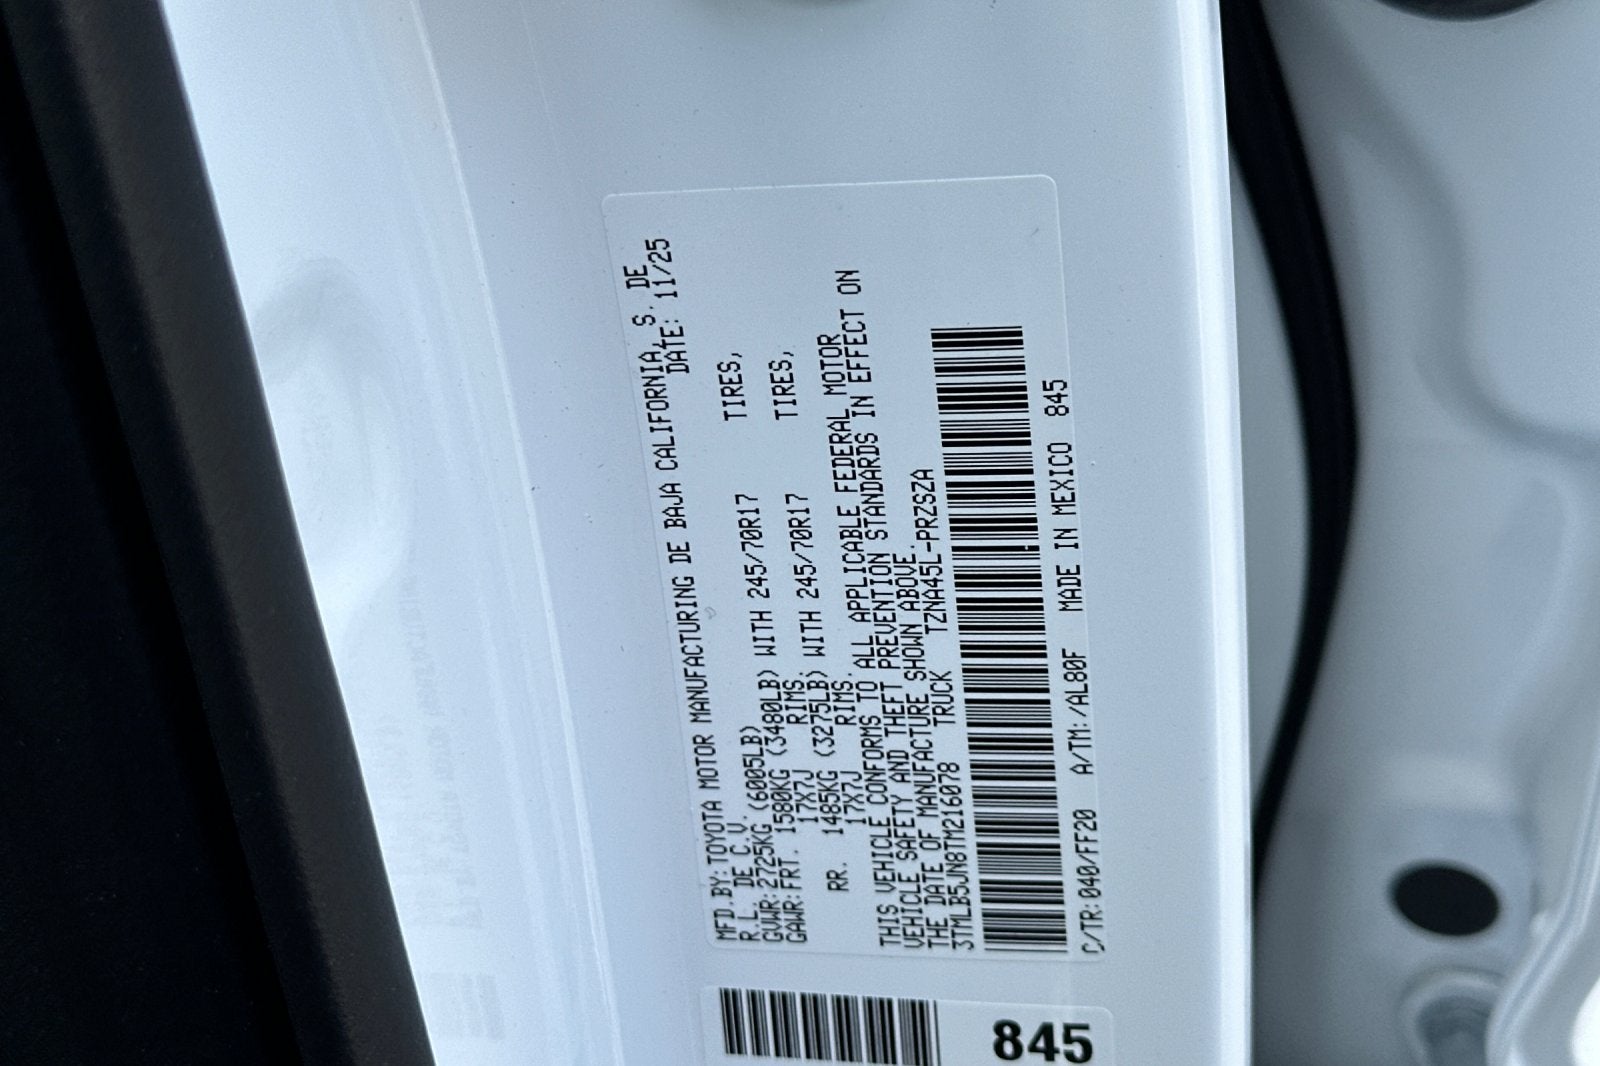 MFD.BY:TOYOTA MOTOR MANUFACTURING DE BAJA CALIFORNIA,S. DE
R.L. DE C.V. DATE: 11/25
GVWR:2725KG (6005LB)
GAWR:FRT. 1580KG (3480LB) WITH 245/70R17 TIRES,
17X7J RIMS.
RR. 1485KG (3275LB) WITH 245/70R17 TIRES,
17X7J RIMS.
THIS VEHICLE CONFORMS TO ALL APPLICABLE FEDERAL MOTOR
VEHICLE SAFETY AND THEFT PREVENTION STANDARDS IN EFFECT ON
THE DATE OF MANUFACTURE SHOWN ABOVE.
3TMLB5JN8TM216078 TRUCK TZNA45L-PRZSZA
C/TR:040/FF20 A/TM:/AL80F MADE IN MEXICO 845
845